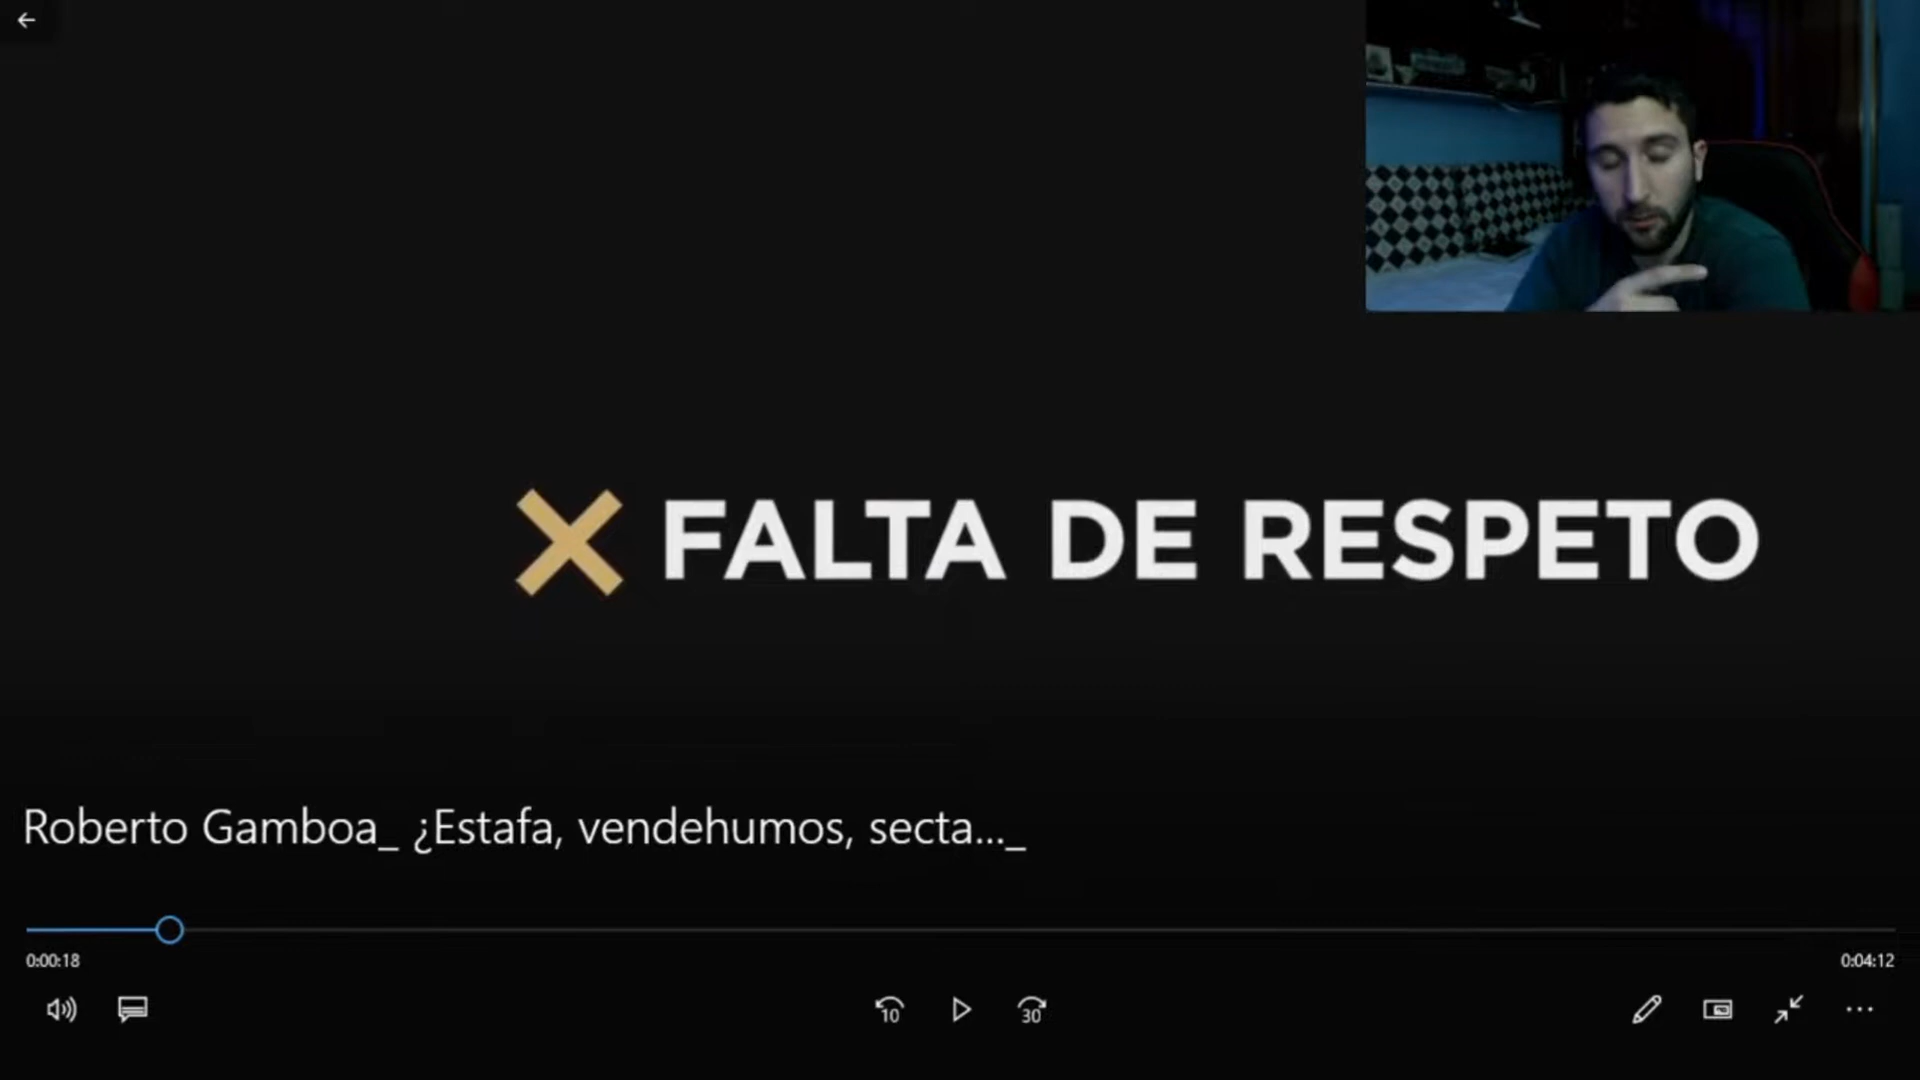 FALTA DE RESPETO
Roberto Gamboa_ ¿Estafa, vendehumos, secta..._
0:00:18
0:04:12
10
30